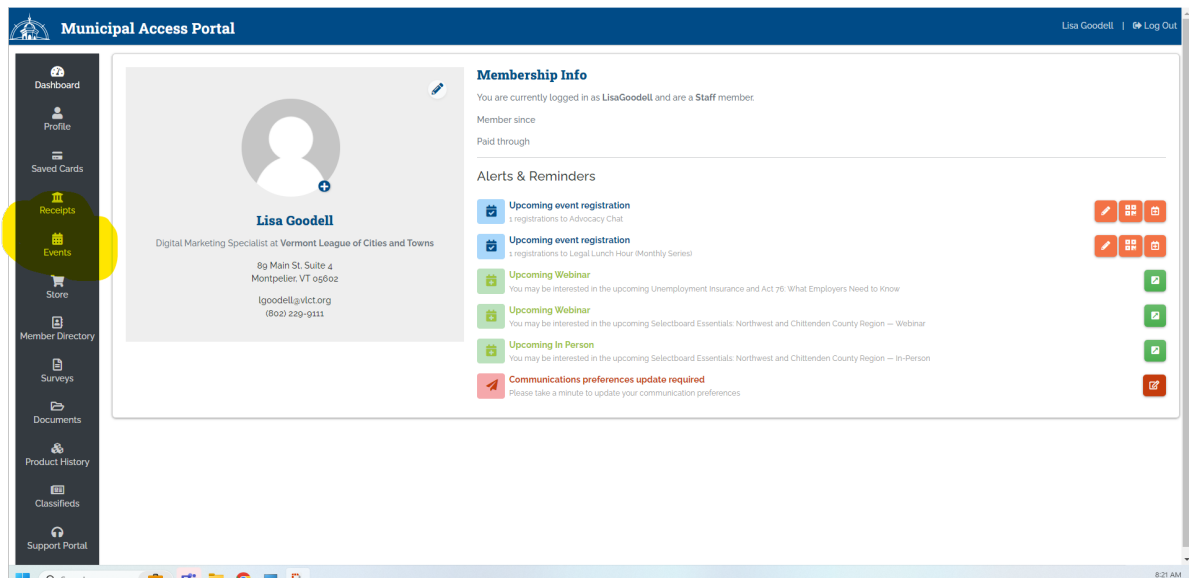 Municipal Access Portal
Lisa Goodell | Log Out
Dashboard
Profile
Saved Cards
Receipts
Events
Store
Member Directory
Surveys
Documents
Product History
Classifieds
Support Portal
Lisa Goodell
Digital Marketing Specialist at Vermont League of Cities and Towns
89 Main St, Suite 4
Montpelier, VT 05602
lgoodell@vlct.org
(802) 229-9111
Membership Info
You are currently logged in as LisaGoodell and are a Staff member.
Member since
Paid through
Alerts & Reminders
Upcoming event registration
1 registrations to Advocacy Chat.
Upcoming event registration
1 registrations to Legal Lunch Hour (Monthly Series)
Upcoming Webinar
You may be interested in the upcoming Unemployment Insurance and Act 76: What Employers Need to Know
Upcoming Webinar
You may be interested in the upcoming Selectboard Essentials: Northwest and Chittenden County Region — Webinar
Upcoming In Person
You may be interested in the upcoming Selectboard Essentials: Northwest and Chittenden County Region — In-Person
Communications preferences update required
Please take a minute to update your communication preferences.
8:21 AM